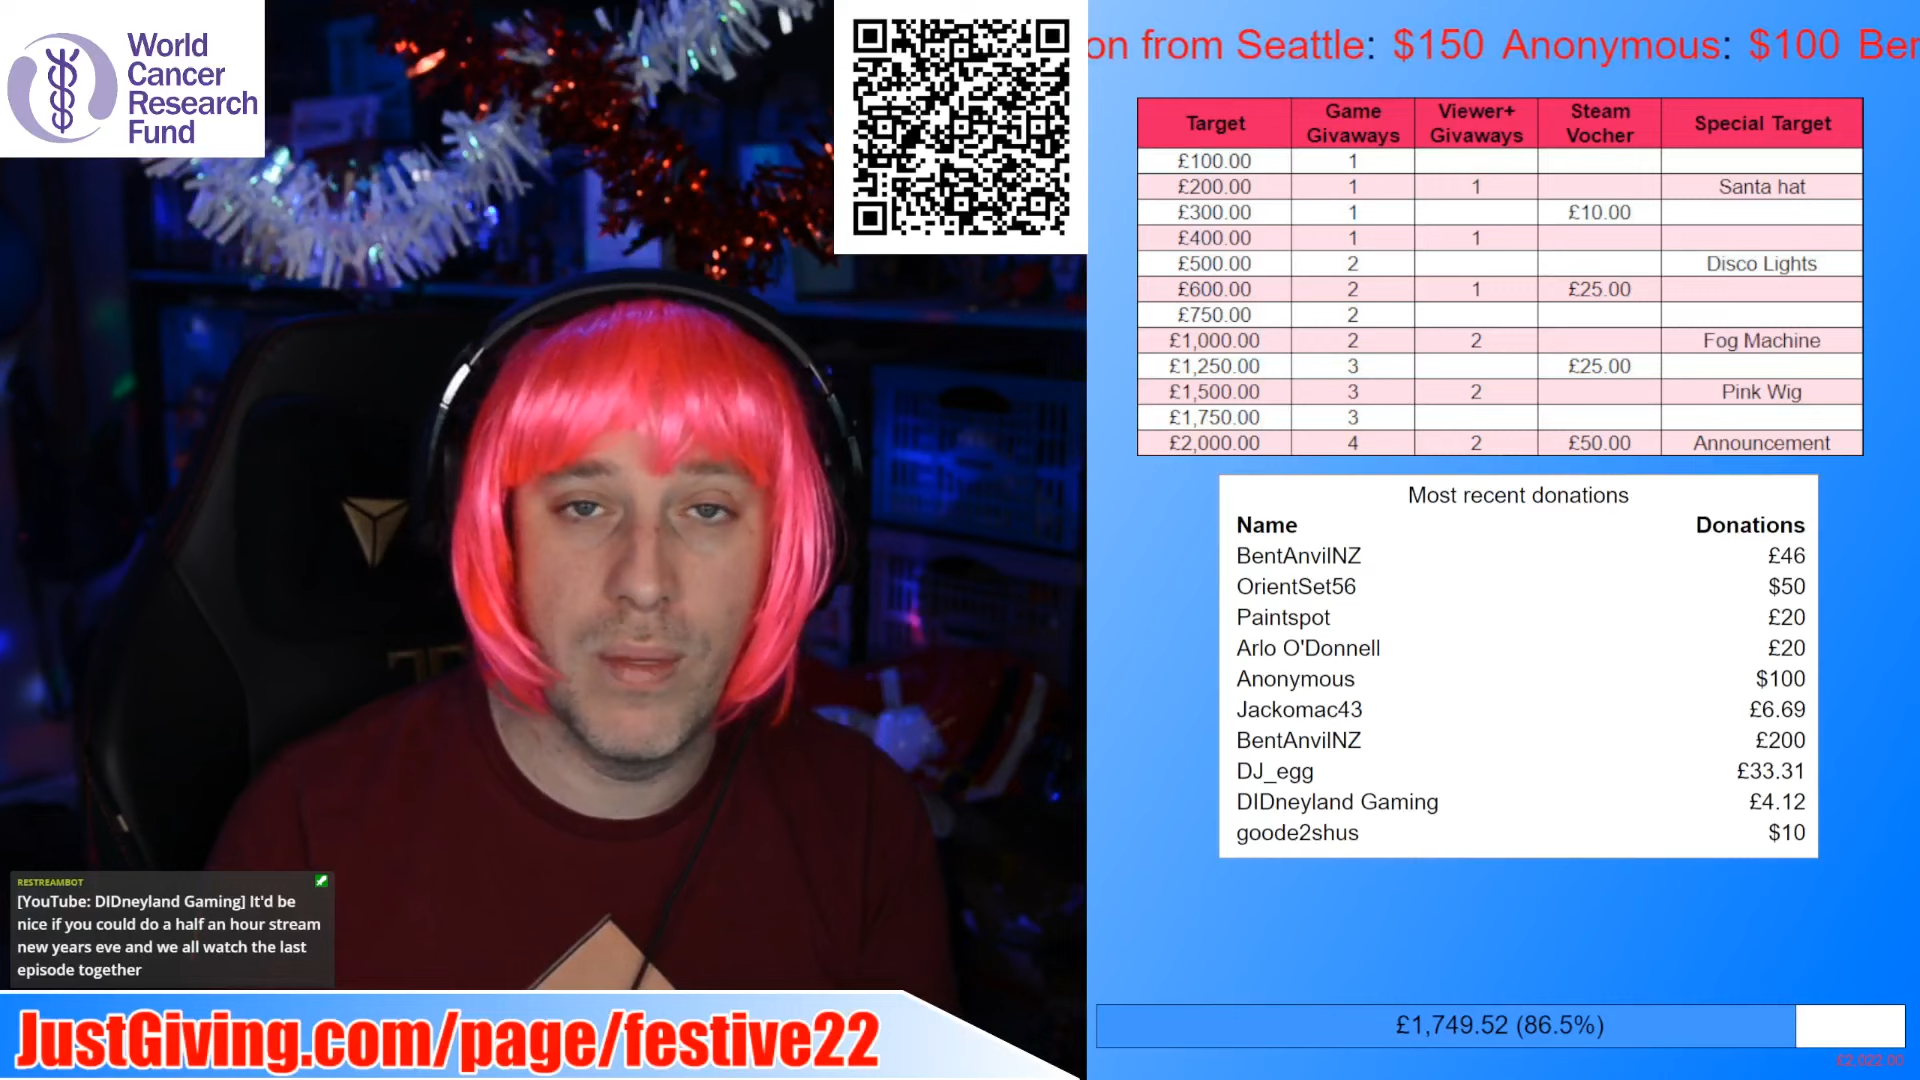 World
Cancer
Research
Fund
on from Seattle: $150 Anonymous: $100 Ber
Target Game Givaways Viewer+ Givaways Steam Vocher Special Target
£100.00 1
£200.00 1 1 Santa hat
£300.00 1 £10.00
£400.00 1 1
£500.00 2 Disco Lights
£600.00 2 1 £25.00
£750.00 2
£1,000.00 2 2 Fog Machine
£1,250.00 3 £25.00
£1,500.00 3 2 Pink Wig
£1,750.00 3
£2,000.00 4 2 £50.00 Announcement
Most recent donations
Name Donations
BentAnvilNZ £46
OrientSet56 $50
Paintspot £20
Arlo O'Donnell £20
Anonymous $100
Jackomac43 £6.69
BentAnvilNZ £200
DJ_egg £33.31
DIDneyland Gaming £4.12
goode2shus $10
RESTREAMBOT
[YouTube: DIDneyland Gaming] It'd be
nice if you could do a half an hour stream
new years eve and we all watch the last
episode together
JustGiving.com/page/festive22
£1,749.52 (86.5%)
£2,022.00